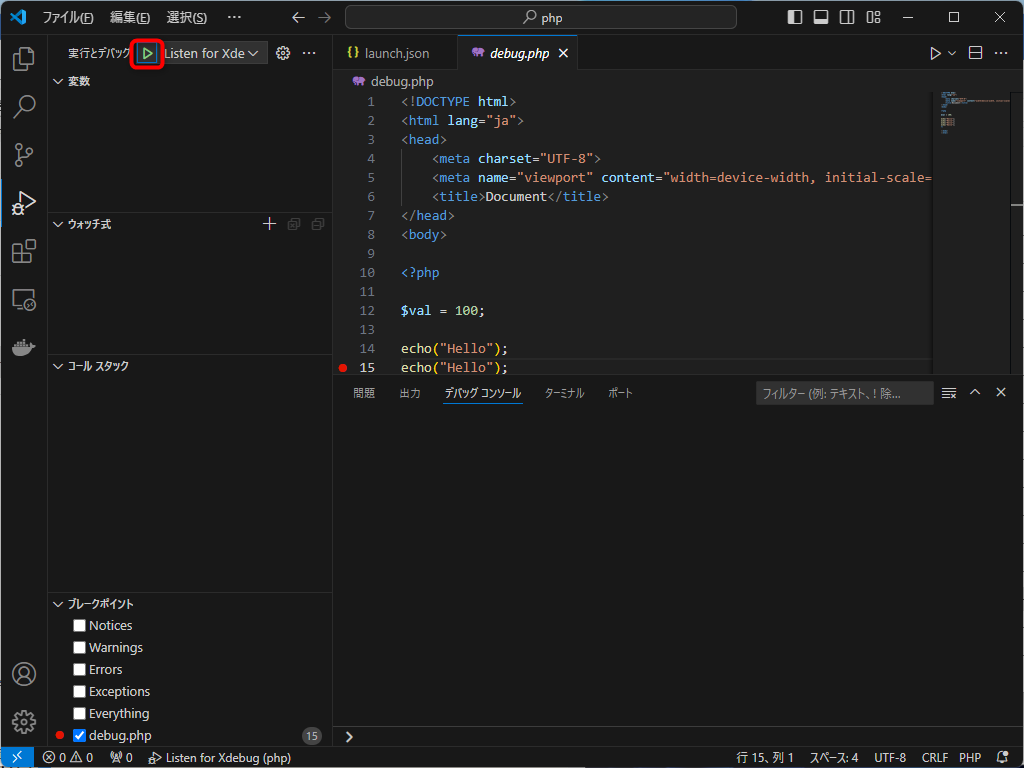 ファイル(F) 編集(E) 選択(S) ··· php
実行とデバッグ Listen for Xde ···
変数
ウォッチ式
コール スタック
ブレークポイント
Notices
Warnings
Errors
Exceptions
Everything
debug.php 15
launch.json debug.php ···
debug.php
1 <!DOCTYPE html>
2 <html lang="ja">
3 <head>
4 <meta charset="UTF-8">
5 <meta name="viewport" content="width=device-width, initial-scale=
6 <title>Document</title>
7 </head>
8 <body>
9
10 <?php
11
12 $val = 100;
13
14 echo("Hello");
15 echo("Hello");
問題 出力 デバッグ コンソール ターミナル ポート フィルター (例: テキスト、! 除...
0 0 0 Listen for Xdebug (php) 行 15、列 1 スペース: 4 UTF-8 CRLF PHP